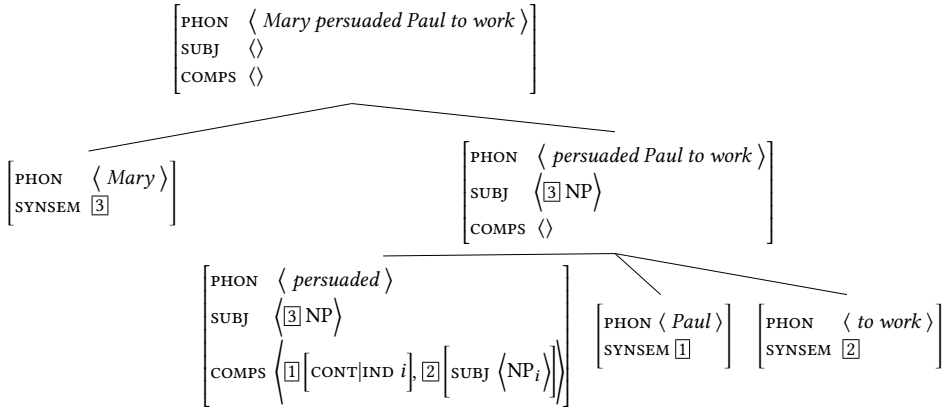 PHON ⟨ Mary persuaded Paul to work ⟩
SUBJ ⟨⟩
COMPS ⟨⟩
PHON ⟨ Mary ⟩
SYNSEM 3
PHON ⟨ persuaded Paul to work ⟩
SUBJ ⟨ 3 NP ⟩
COMPS ⟨⟩
PHON ⟨ persuaded ⟩
SUBJ ⟨ 3 NP ⟩
COMPS ⟨ 1 [CONT|IND i], 2 [SUBJ ⟨NPi⟩] ⟩
PHON ⟨ Paul ⟩
SYNSEM 1
PHON ⟨ to work ⟩
SYNSEM 2